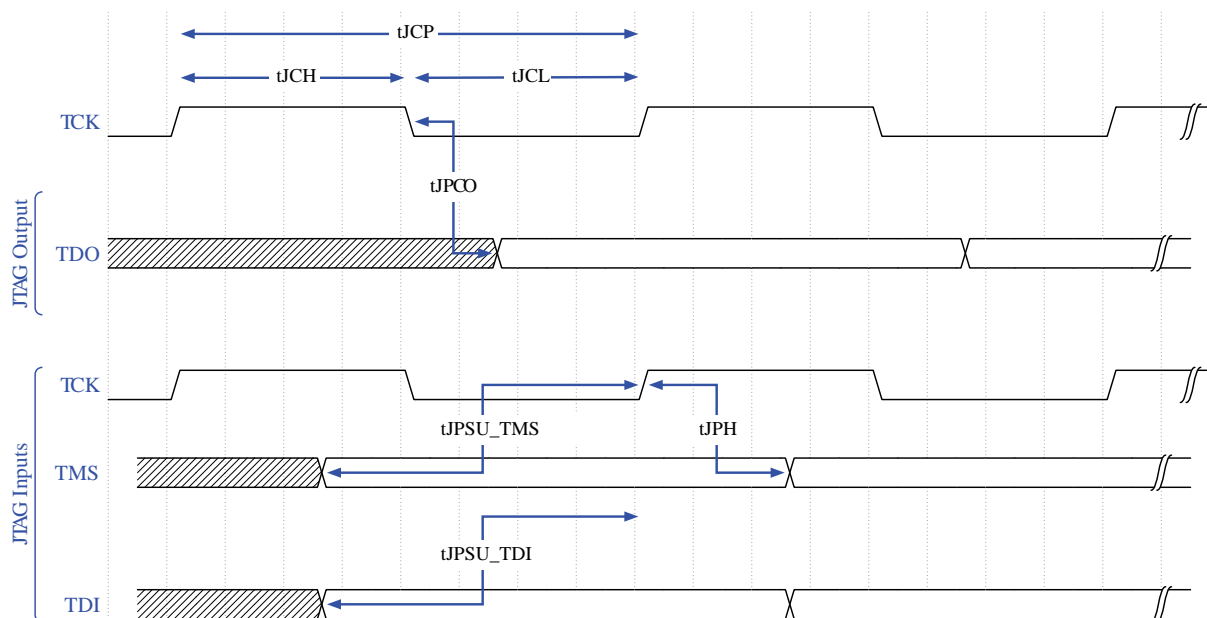 tJCP
tJCH
tJCL
TCK
tJPCO
JTAG Output
TDO
TCK
tJPSU_TMS
tJPH
JTAG Inputs
TMS
tJPSU_TDI
TDI